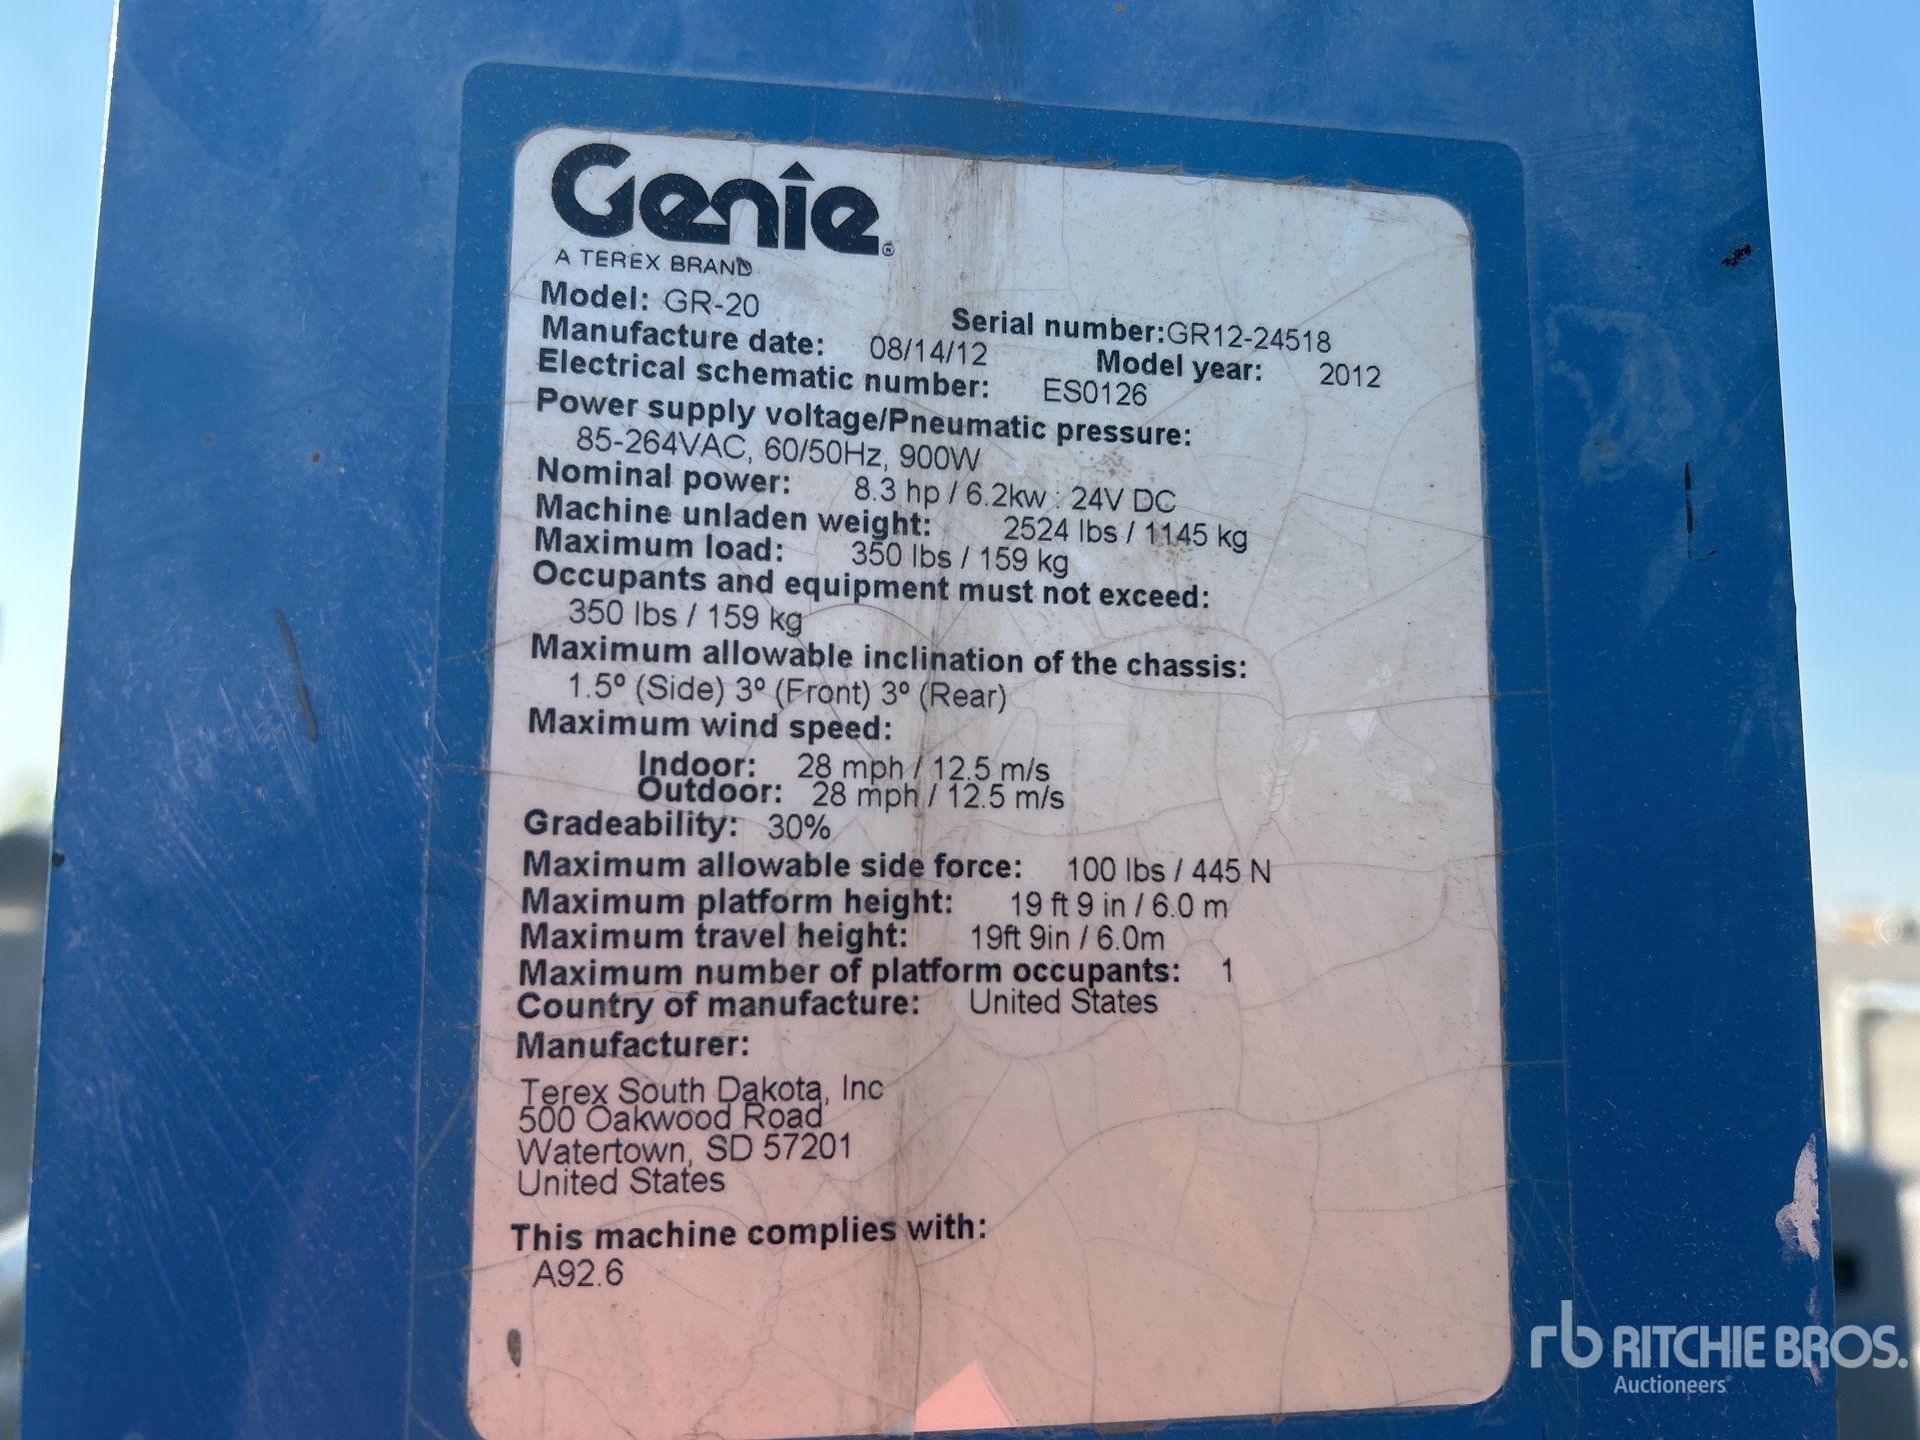 Genie®
A TEREX BRAND
Model: GR-20 Serial number:GR12-24518
Manufacture date: 08/14/12 Model year: 2012
Electrical schematic number: ES0126
Power supply voltage/Pneumatic pressure:
85-264VAC, 60/50Hz, 900W
Nominal power: 8.3 hp / 6.2kw : 24V DC
Machine unladen weight: 2524 lbs / 1145 kg
Maximum load: 350 lbs / 159 kg
Occupants and equipment must not exceed:
350 lbs / 159 kg
Maximum allowable inclination of the chassis:
1.5º (Side) 3º (Front) 3º (Rear)
Maximum wind speed:
Indoor: 28 mph / 12.5 m/s
Outdoor: 28 mph / 12.5 m/s
Gradeability: 30%
Maximum allowable side force: 100 lbs / 445 N
Maximum platform height: 19 ft 9 in / 6.0 m
Maximum travel height: 19ft 9in / 6.0m
Maximum number of platform occupants: 1
Country of manufacture: United States
Manufacturer:
Terex South Dakota, Inc
500 Oakwood Road
Watertown, SD 57201
United States
This machine complies with:
A92.6
rb RITCHIE BROS.
Auctioneers